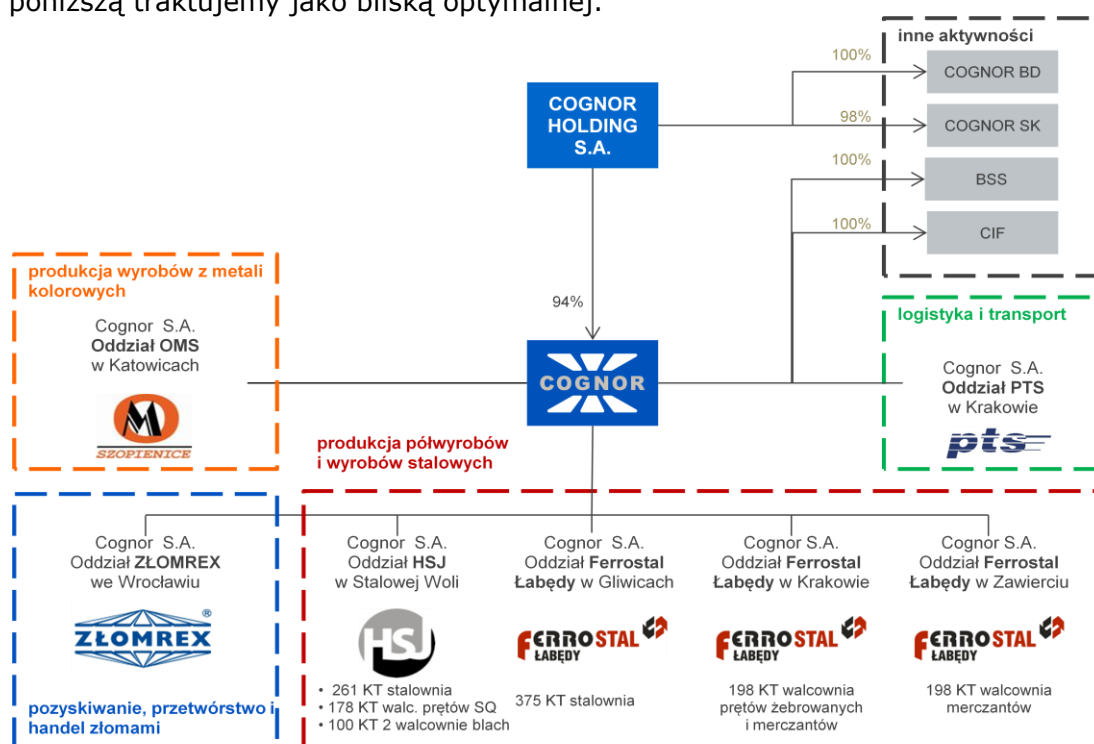 poniższą traktujemy jako bliską optymalnej.
inne aktywności
100%
COGNOR BD
COGNOR
HOLDING
S.A.
98%
COGNOR SK
100%
BSS
100%
CIF
produkcja wyrobów z metali
kolorowych
94%
logistyka i transport
Cognor S.A.
Oddział OMS
w Katowicach
SZOPIENICE
COGNOR
Cognor S.A.
Oddział PTS
w Krakowie
pts
produkcja półwyrobów
i wyrobów stalowych
Cognor S.A.
Oddział ZŁOMREX
we Wrocławiu
ZŁOMREX
®
pozyskiwanie, przetwórstwo i
handel złomami
Cognor S.A.
Oddział HSJ
w Stalowej Woli
HSJ
• 261 KT stalownia
• 178 KT walc. prętów SQ
• 100 KT 2 walcownie blach
Cognor S.A.
Oddział Ferrostal
Łabędy w Gliwicach
FERROSTAL
ŁABĘDY
375 KT stalownia
Cognor S.A.
Oddział Ferrostal
Łabędy w Krakowie
FERROSTAL
ŁABĘDY
198 KT walcownia
prętów żebrowanych
i merczantów
Cognor S.A.
Oddział Ferrostal
Łabędy w Zawierciu
FERROSTAL
ŁABĘDY
198 KT walcownia
merczantów